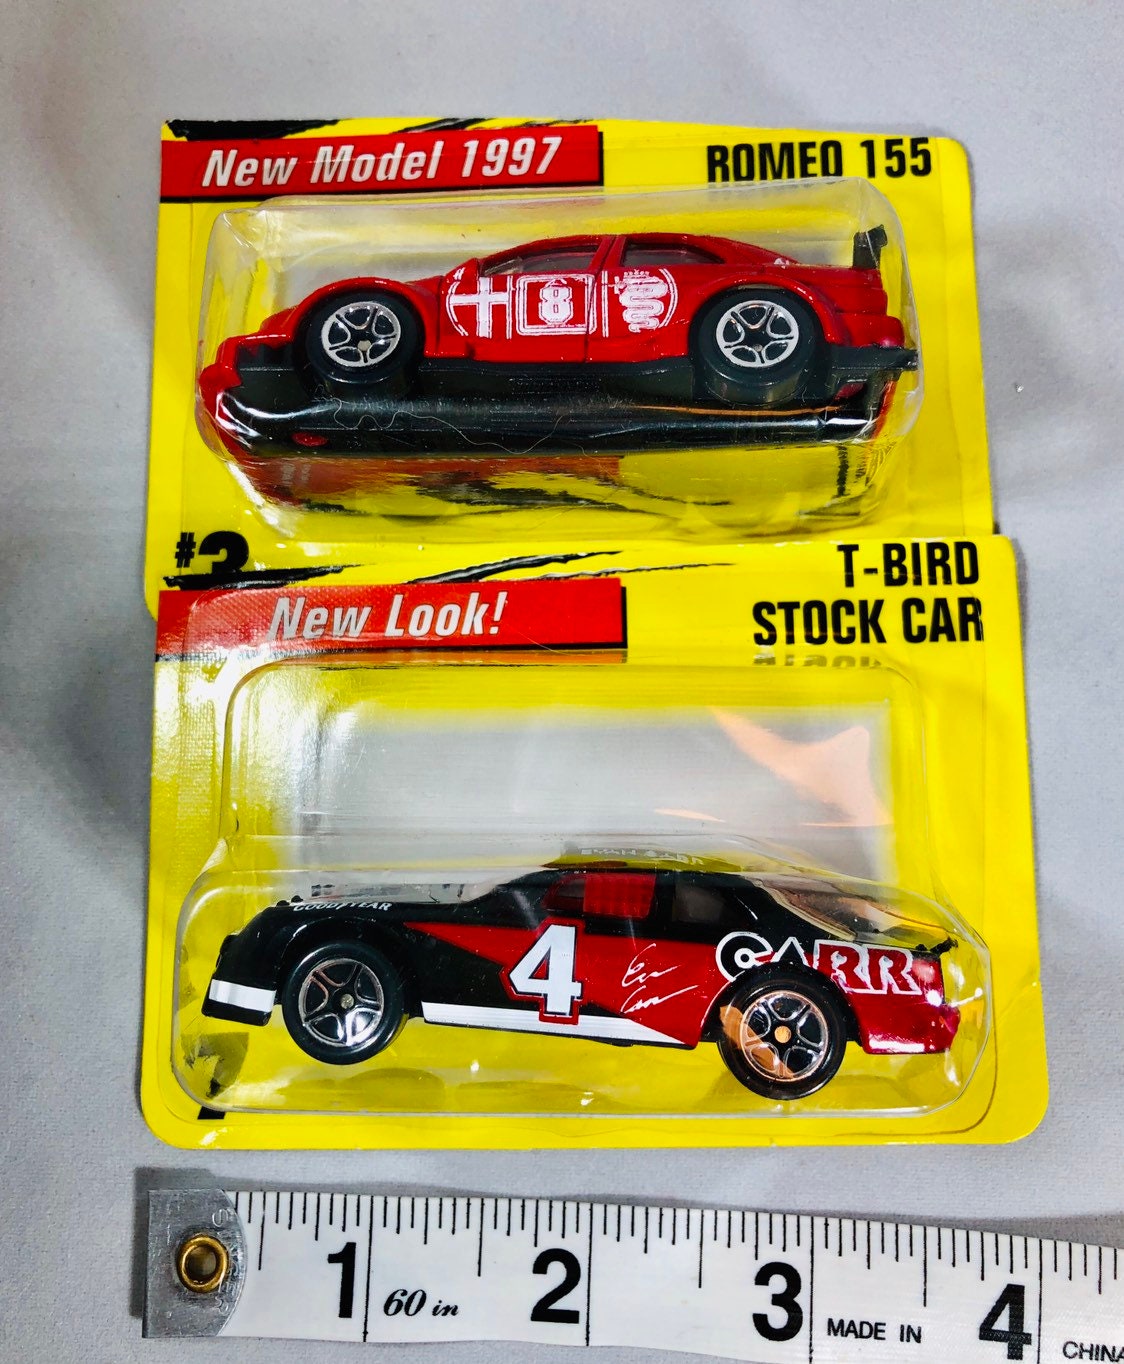 New Model 1997
ROMEO 155
8
#3
New Look!
T-BIRD
STOCK CAR
GOODYEAR
4
CARR
1
60 in
2
3
MADE IN
4
CHINA